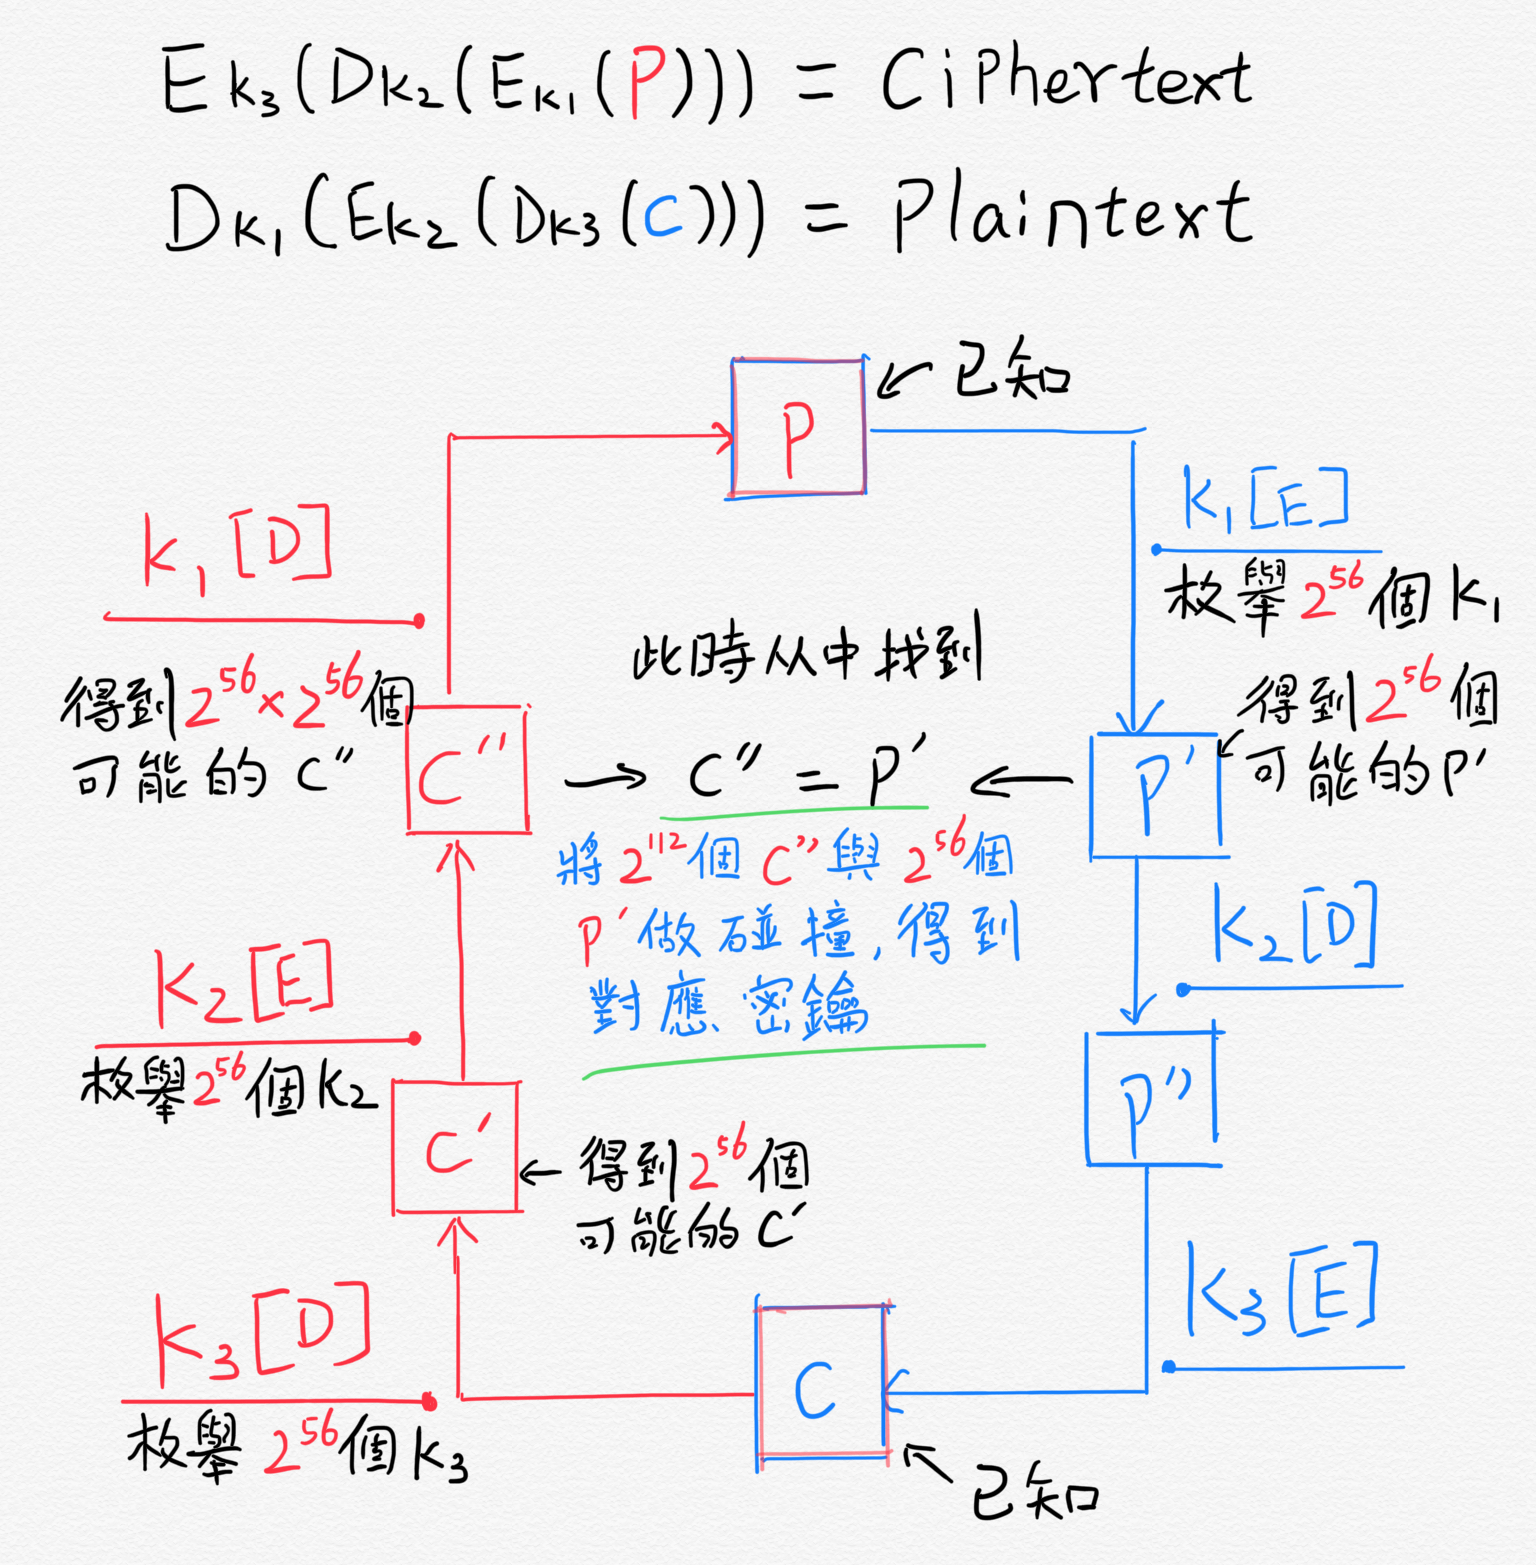 Ek₃(Dk₂(Ek₁(P))) = Ciphertext
Dk₁(Ek₂(Dk₃(C))) = Plaintext
P
已知
k₁[E]
枚舉2⁵⁶個k₁
得到2⁵⁶個
可能的P′
k₁[D]
得到2⁵⁶×2⁵⁶個
可能的C″
C″
此時从中找到
C″ = P′
P′
將2¹¹²個C″與2⁵⁶個
P′做碰撞,得到
對應密鑰
k₂[D]
k₂[E]
枚舉2⁵⁶個k₂
P″
C′
得到2⁵⁶個
可能的C′
k₃[E]
k₃[D]
枚舉2⁵⁶個k₃
C
已知